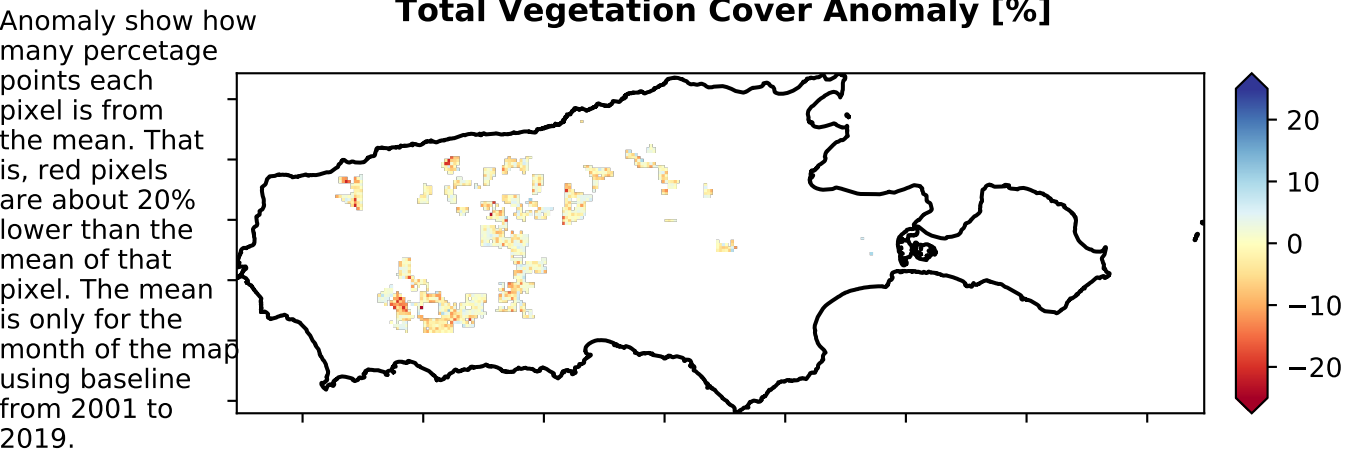 Total Vegetation Cover Anomaly [%]
Anomaly show how
many percetage
points each
pixel is from
the mean. That
is, red pixels
are about 20%
lower than the
mean of that
pixel. The mean
is only for the
month of the map
using baseline
from 2001 to
2019.
20
10
0
−10
−20